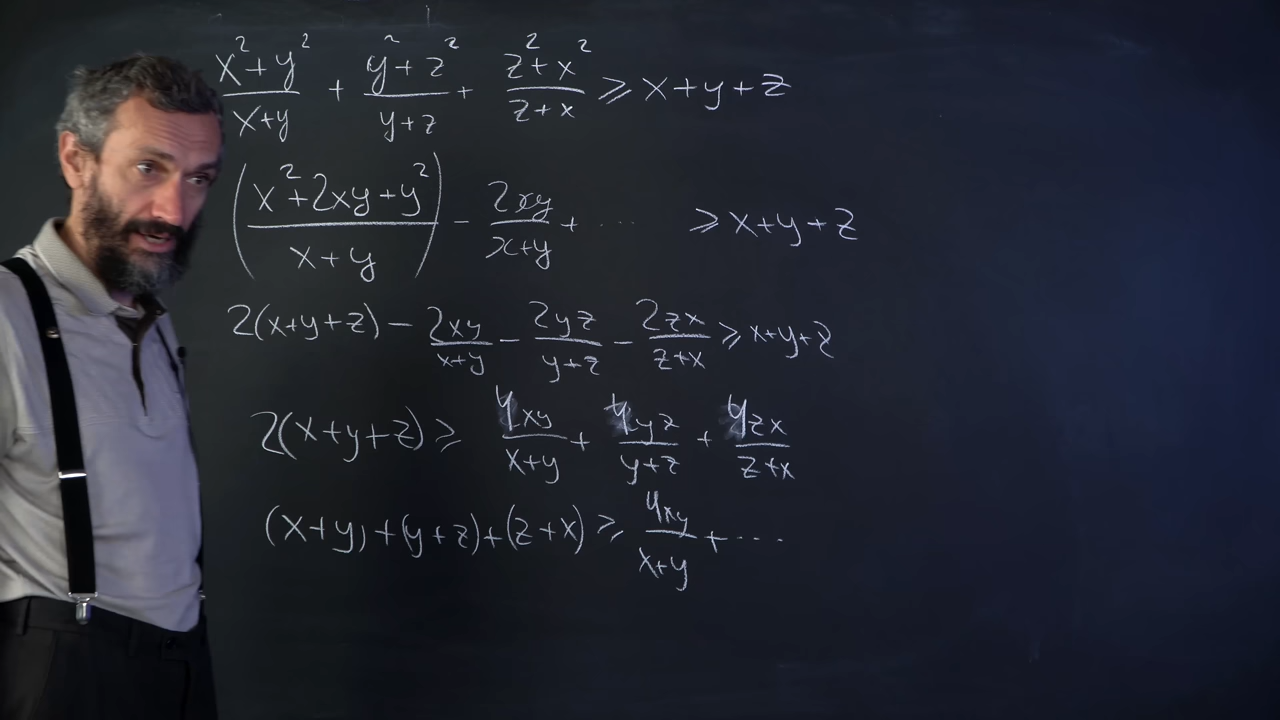 (x²+y²)/(x+y) + (y²+z²)/(y+z) + (z²+x²)/(z+x) ⩾ x+y+z
((x²+2xy+y²)/(x+y)) − 2xy/(x+y) + ... ⩾ x+y+z
2(x+y+z) − 2xy/(x+y) − 2yz/(y+z) − 2zx/(z+x) ⩾ x+y+z
2(x+y+z) ⩾ 4xy/(x+y) + 4yz/(y+z) + 4zx/(z+x)
(x+y)+(y+z)+(z+x) ⩾ 4xy/(x+y) + ....